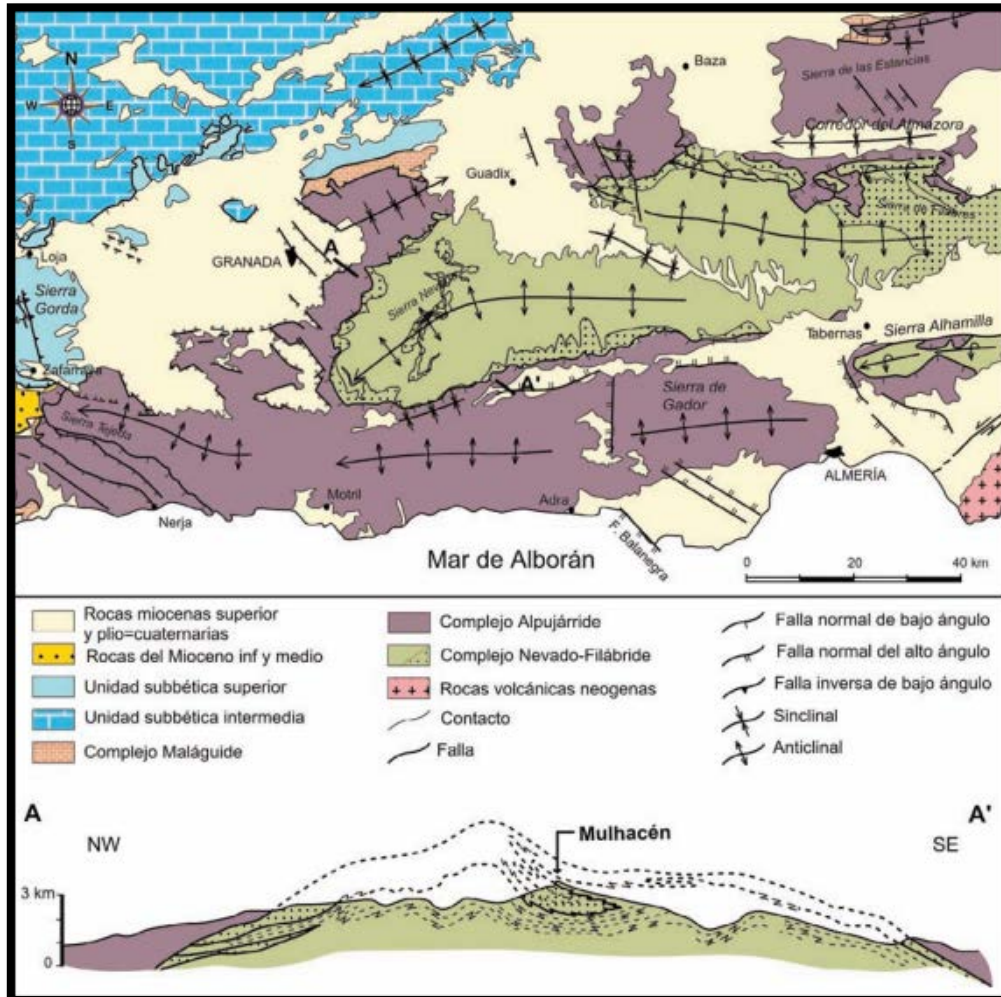 N
W
E
S
Baza
Sierra de las Estancias
Corredor del Almazora
Guadix
Sierra de Filabres
A
GRANADA
Loja
Sierra
Gorda
Sierra Nevada
Tabernas
Sierra Alhamilla
Zafarraya
A'
Sierra de
Gador
Sierra Tejeda
ALMERÍA
Motril
Adra
Nerja
F. Balanegra
Mar de Alborán
0 20 40 km
Rocas miocenas superior
y plio=cuaternarias
Rocas del Mioceno inf y medio
Unidad subbética superior
Unidad subbética intermedia
Complejo Maláguide
Complejo Alpujárride
Complejo Nevado-Filábride
Rocas volcánicas neogenas
Contacto
Falla
Falla normal de bajo ángulo
Falla normal del alto ángulo
Falla inversa de bajo ángulo
Sinclinal
Anticlinal
A
A'
NW
Mulhacén
SE
3 km
0